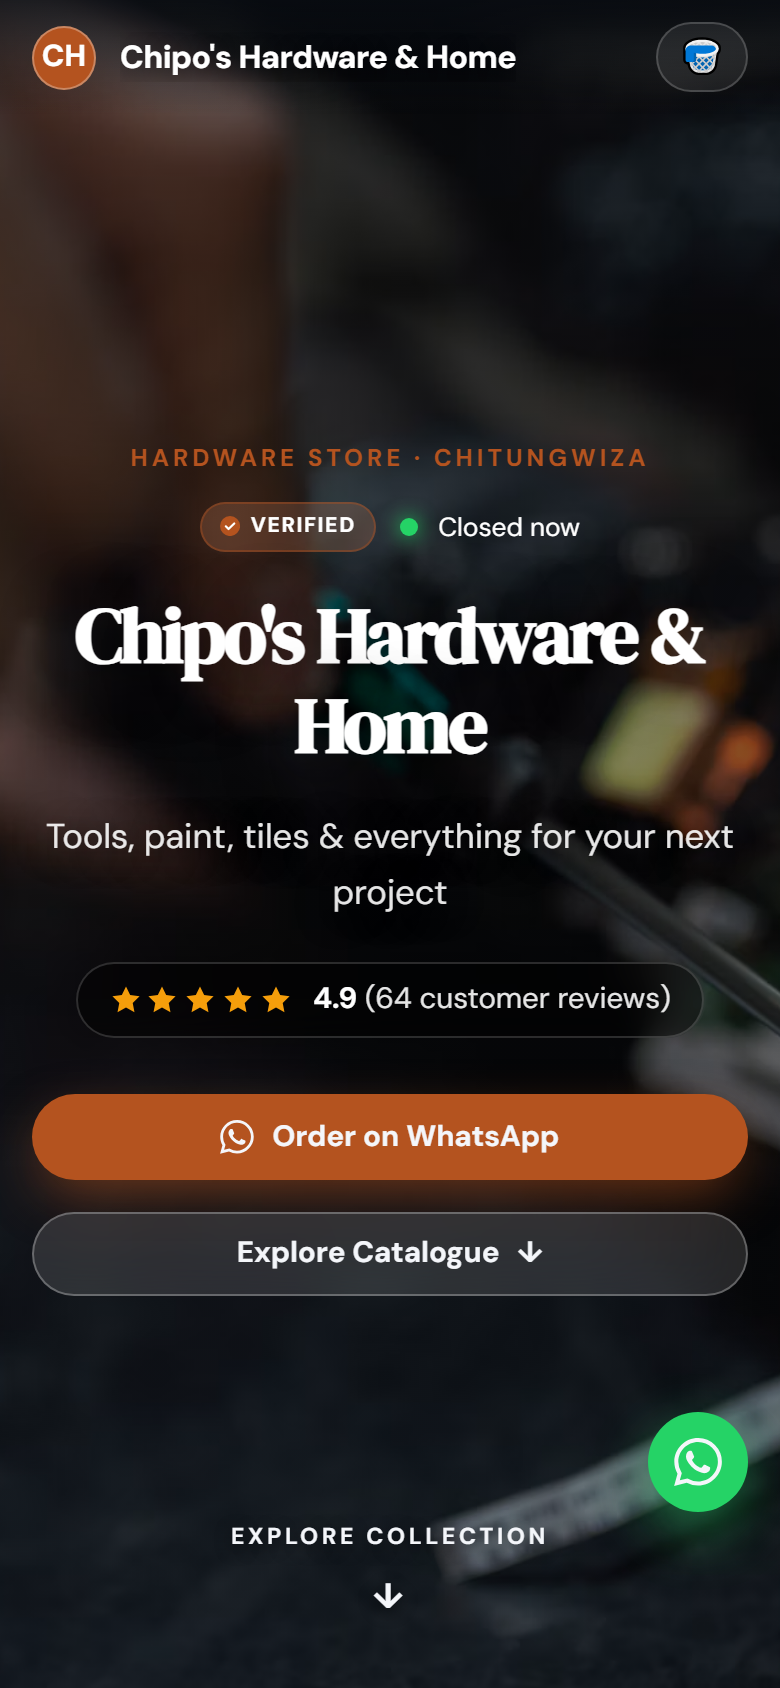 CH Chipo's Hardware & Home
HARDWARE STORE · CHITUNGWIZA
VERIFIED Closed now
Chipo's Hardware &
Home
Tools, paint, tiles & everything for your next
project
4.9 (64 customer reviews)
Order on WhatsApp
Explore Catalogue ↓
EXPLORE COLLECTION
↓